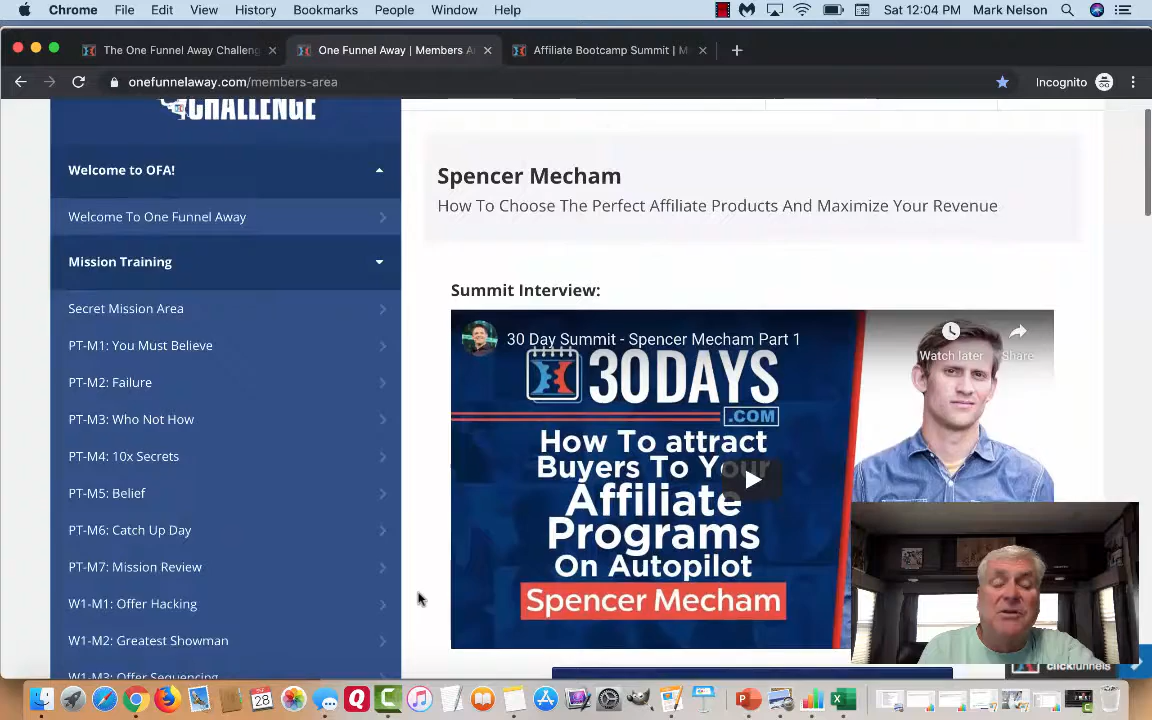 Chrome File Edit View History Bookmarks People Window Help Sat 12:04 PM Mark Nelson
The One Funnel Away Challeng
One Funnel Away | Members A
Affiliate Bootcamp Summit | M
onefunnelaway.com/members-area
Incognito
CHALLENGE
Welcome to OFA!
Welcome To One Funnel Away
Mission Training
Secret Mission Area
PT-M1: You Must Believe
PT-M2: Failure
PT-M3: Who Not How
PT-M4: 10x Secrets
PT-M5: Belief
PT-M6: Catch Up Day
PT-M7: Mission Review
W1-M1: Offer Hacking
W1-M2: Greatest Showman
W1-M3: Offer Sequencing
Spencer Mecham
How To Choose The Perfect Affiliate Products And Maximize Your Revenue
Summit Interview:
30 Day Summit - Spencer Mecham Part 1
Watch later
Share
30DAYS
.COM
How To attract
Buyers To Your
Affiliate
Programs
On Autopilot
Spencer Mecham
clickfunnels
28